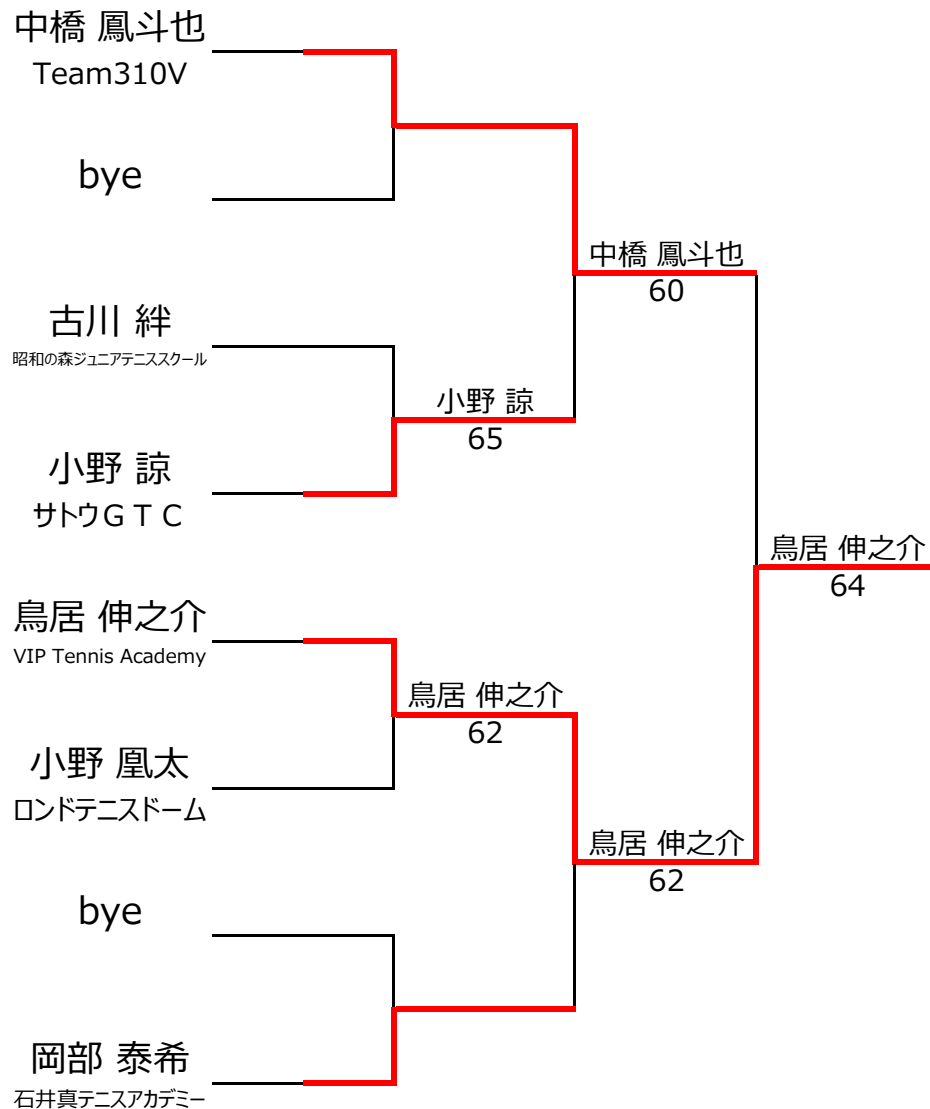 中橋 鳳斗也
Team310V
bye
中橋 鳳斗也
60
古川 絆
昭和の森ジュニアテニススクール
小野 諒
65
小野 諒
サトウＧＴＣ
鳥居 伸之介
64
鳥居 伸之介
VIP Tennis Academy
鳥居 伸之介
62
小野 凰太
ロンドテニスドーム
鳥居 伸之介
62
bye
岡部 泰希
石井真テニスアカデミー